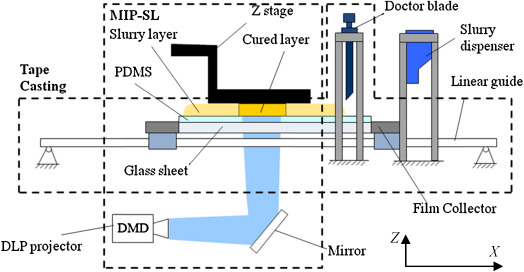 MIP-SL
Z stage
Doctor blade
Slurry layer
Cured layer
Slurry
dispenser
Tape
Casting
PDMS
Linear guide
Glass sheet
Film Collector
DMD
DLP projector
Mirror
Z
X